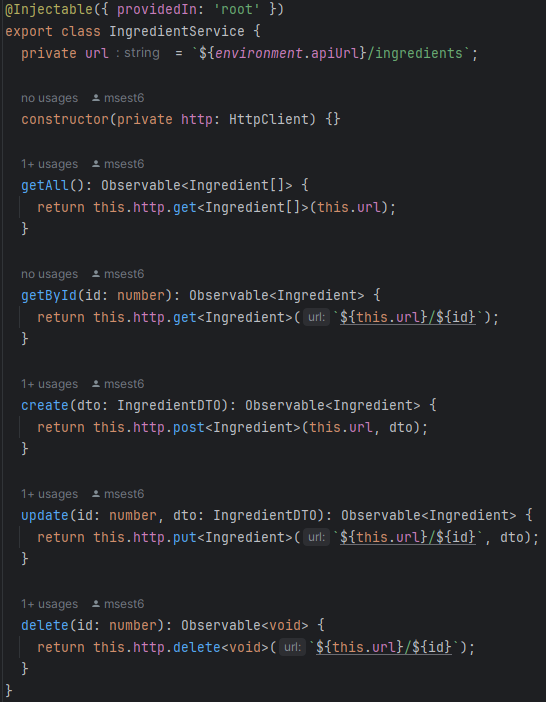 @Injectable({ providedIn: 'root' })
export class IngredientService {
private url : string = `${environment.apiUrl}/ingredients`;
no usages msest6
constructor(private http: HttpClient) {}
1+ usages msest6
getAll(): Observable<Ingredient[]> {
return this.http.get<Ingredient[]>(this.url);
}
no usages msest6
getById(id: number): Observable<Ingredient> {
return this.http.get<Ingredient>( url: `${this.url}/${id}`);
}
1+ usages msest6
create(dto: IngredientDTO): Observable<Ingredient> {
return this.http.post<Ingredient>(this.url, dto);
}
1+ usages msest6
update(id: number, dto: IngredientDTO): Observable<Ingredient> {
return this.http.put<Ingredient>( url: `${this.url}/${id}`, dto);
}
1+ usages msest6
delete(id: number): Observable<void> {
return this.http.delete<void>( url: `${this.url}/${id}`);
}
}